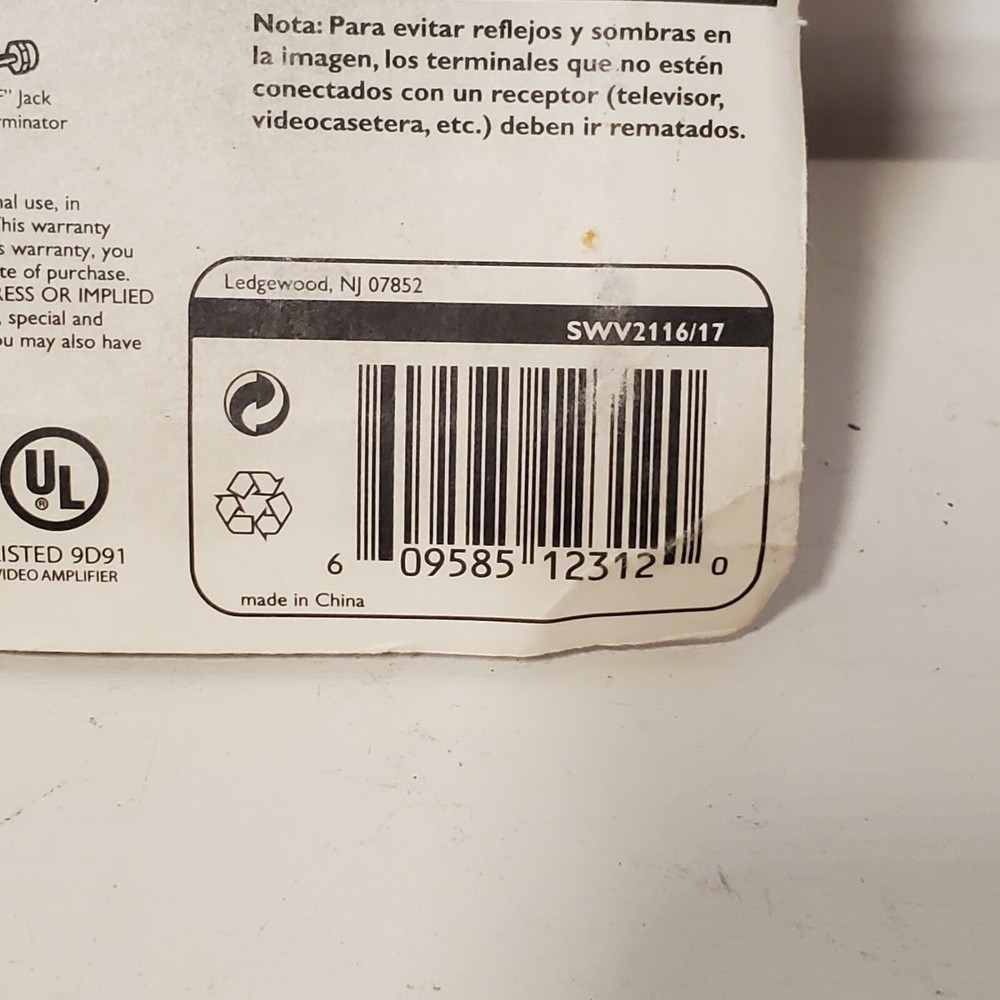 Nota: Para evitar reflejos y sombras en
la imagen, los terminales que no estén
conectados con un receptor (televisor,
videocasetera, etc.) deben ir rematados.
F" Jack
rminator
nal use, in
This warranty
s warranty, you
te of purchase.
RESS OR IMPLIED
, special and
ou may also have
UL
®
LISTED 9D91
VIDEO AMPLIFIER
Ledgewood, NJ 07852
SWV2116/17
6 09585 12312 0
made in China